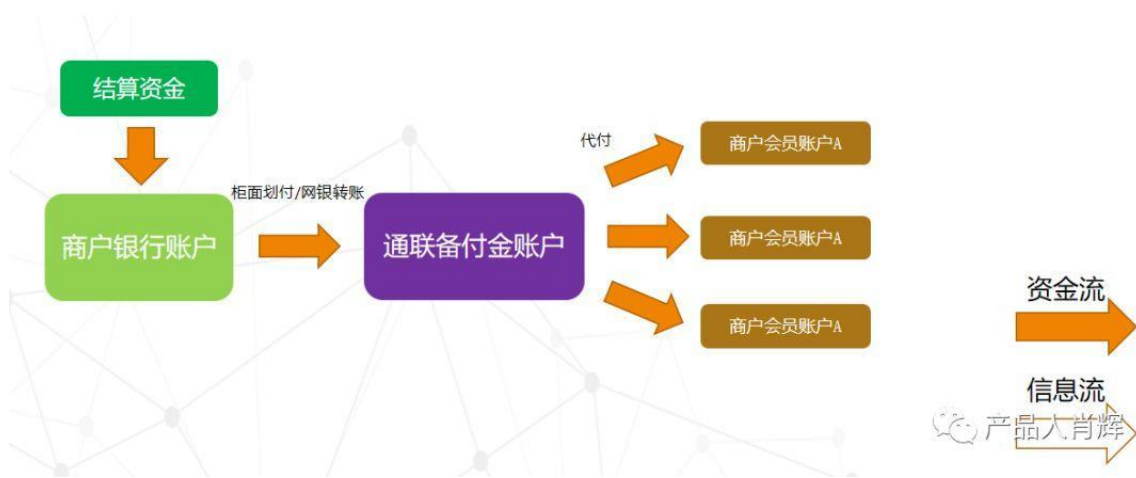 结算资金
商户银行账户
柜面划付/网银转账
通联备付金账户
代付
商户会员账户A
商户会员账户A
商户会员账户A
资金流
信息流
产品人肖辉